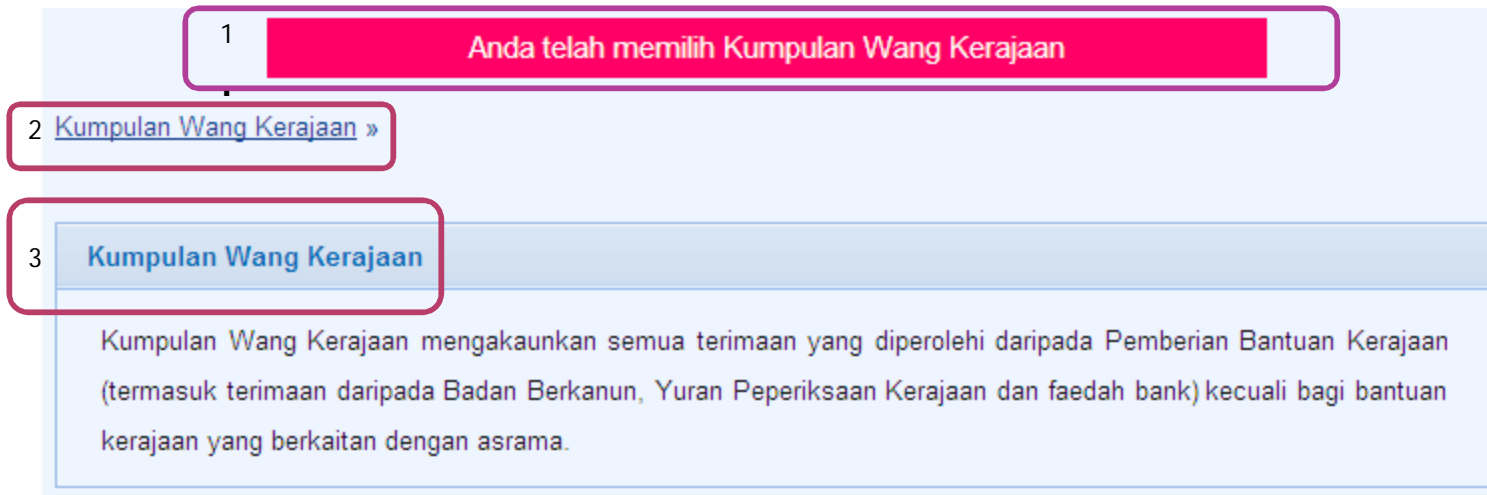 1
Anda telah memilih Kumpulan Wang Kerajaan
2 Kumpulan Wang Kerajaan »
3 Kumpulan Wang Kerajaan
Kumpulan Wang Kerajaan mengakaunkan semua terimaan yang diperolehi daripada Pemberian Bantuan Kerajaan
(termasuk terimaan daripada Badan Berkanun, Yuran Peperiksaan Kerajaan dan faedah bank) kecuali bagi bantuan
kerajaan yang berkaitan dengan asrama.